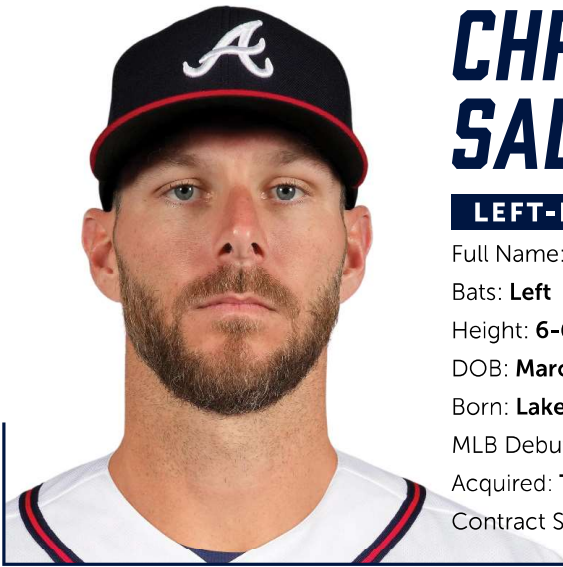 A
CHR
SAL
LEFT-
Full Name:
Bats: Left
Height: 6-
DOB: Marc
Born: Lake
MLB Debu
Acquired:
Contract S